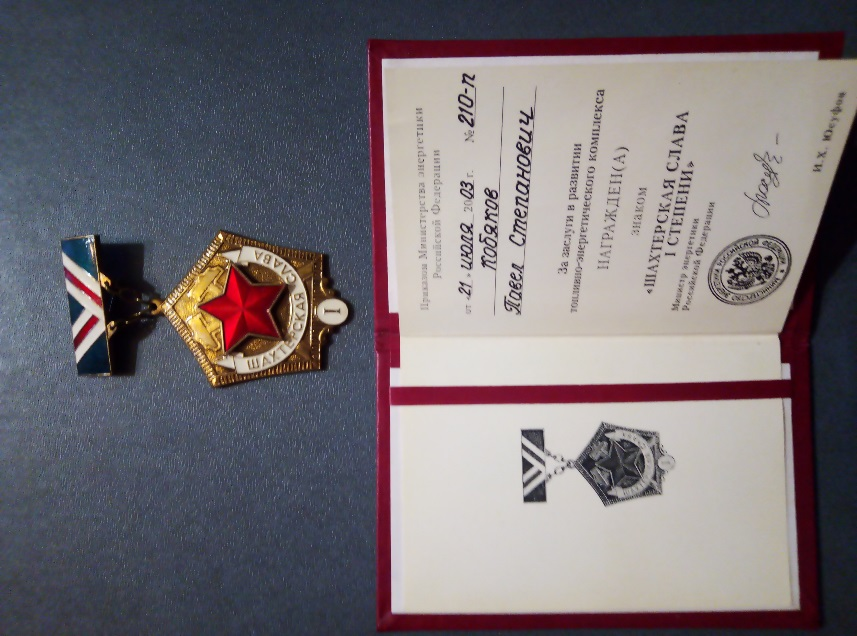 ШАХТЕРСКАЯ СЛАВА
I
Приказом Министерства энергетики
Российской Федерации
от «21» июля 2003 г. № 210-п
Кобяков
Павел Степанович
За заслуги в развитии
топливно-энергетического комплекса
НАГРАЖДЕН(А)
знаком
«ШАХТЕРСКАЯ СЛАВА
I СТЕПЕНИ»
Министр энергетики
Российской Федерации
И.Х. Юсуфов